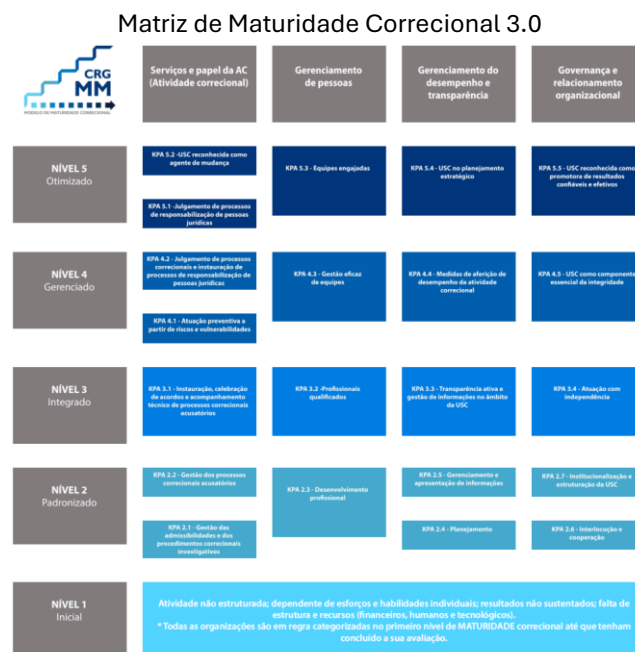 Matriz de Maturidade Correcional 3.0
CRG
MM
MODELO DE MATURIDADE CORRECIONAL
Serviços e papel da AC
(Atividade correcional)
Gerenciamento
de pessoas
Gerenciamento do
desempenho e
transparência
Governança e
relacionamento
organizacional
NÍVEL 5
Otimizado
KPA 5.2 -USC reconhecida como
agente de mudança
KPA 5.1 -Julgamento de processos
de responsabilização de pessoas
jurídicas
KPA 5.3 - Equipes engajadas
KPA 5.4 - USC no planejamento
estratégico
KPA 5.5 - USC reconhecida como
promotora de resultados
confiáveis e efetivos
NÍVEL 4
Gerenciado
KPA 4.2 - Julgamento de processos
correcionais e instauração de
processos de responsabilização de
pessoas jurídicas
KPA 4.1 - Atuação preventiva a
partir de riscos e vulnerabilidades
KPA 4.3 - Gestão eficaz
de equipes
KPA 4.4 - Medidas de aferição de
desempenho da atividade
correcional
KPA 4.5 - USC como componente
essencial da integridade
NÍVEL 3
Integrado
KPA 3.1 - Instauração, celebração
de acordos e acompanhamento
técnico de processos correcionais
acusatórios
KPA 3.2 -Profissionais
qualificados
KPA 3.3 - Transparência ativa e
gestão de informações no âmbito
da USC
KPA 3.4 - Atuação com
independência
NÍVEL 2
Padronizado
KPA 2.2 - Gestão dos processos
correcionais acusatórios
KPA 2.1 - Gestão das
admissibilidades e dos
procedimentos correcionais
investigativos
KPA 2.3 - Desenvolvimento
profissional
KPA 2.5 - Gerenciamento e
apresentação de informações
KPA 2.4 - Planejamento
KPA 2.7 - Institucionalização e
estruturação da USC
KPA 2.6 - Interlocução e
cooperação
NÍVEL 1
Inicial
Atividade não estruturada; dependente de esforços e habilidades individuais; resultados não sustentados; falta de
estrutura e recursos (financeiros, humanos e tecnológicos).
* Todas as organizações são em regra categorizadas no primeiro nível de MATURIDADE correcional até que tenham
concluído a sua avaliação.